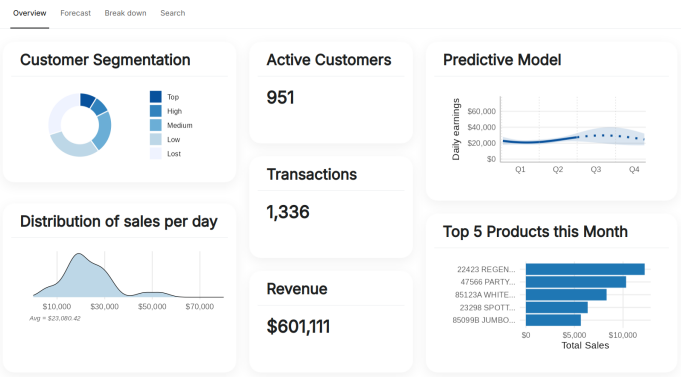 Overview Forecast Break down Search
Customer Segmentation
Top
High
Medium
Low
Lost
Distribution of sales per day
$10,000 $30,000 $50,000 $70,000
Avg = $23,080.42
Active Customers
951
Transactions
1,336
Revenue
$601,111
Predictive Model
Daily earnings
$60,000
$40,000
$20,000
$0
Q1 Q2 Q3 Q4
Top 5 Products this Month
22423 REGEN...
47566 PARTY...
85123A WHITE...
23298 SPOTT...
85099B JUMBO...
$0 $5,000 $10,000
Total Sales